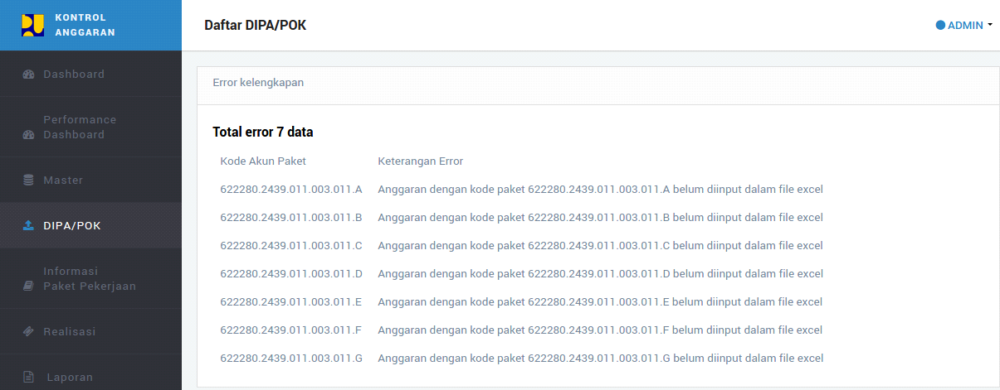 KONTROL
ANGGARAN
Daftar DIPA/POK
ADMIN
Dashboard
Performance
Dashboard
Master
DIPA/POK
Informasi
Paket Pekerjaan
Realisasi
Laporan
Error kelengkapan
Total error 7 data
Kode Akun Paket Keterangan Error
622280.2439.011.003.011.A Anggaran dengan kode paket 622280.2439.011.003.011.A belum diinput dalam file excel
622280.2439.011.003.011.B Anggaran dengan kode paket 622280.2439.011.003.011.B belum diinput dalam file excel
622280.2439.011.003.011.C Anggaran dengan kode paket 622280.2439.011.003.011.C belum diinput dalam file excel
622280.2439.011.003.011.D Anggaran dengan kode paket 622280.2439.011.003.011.D belum diinput dalam file excel
622280.2439.011.003.011.E Anggaran dengan kode paket 622280.2439.011.003.011.E belum diinput dalam file excel
622280.2439.011.003.011.F Anggaran dengan kode paket 622280.2439.011.003.011.F belum diinput dalam file excel
622280.2439.011.003.011.G Anggaran dengan kode paket 622280.2439.011.003.011.G belum diinput dalam file excel